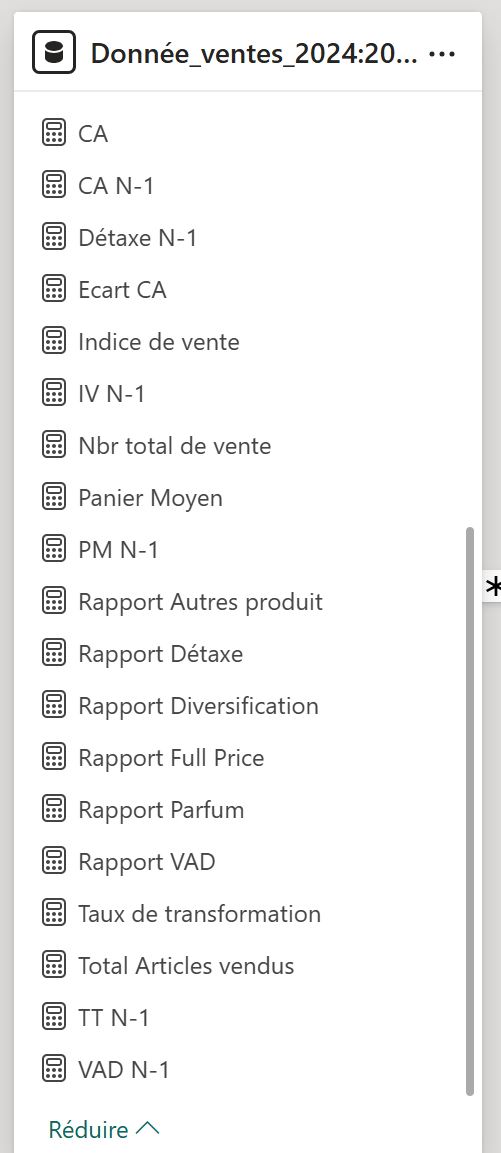 Donnée_ventes_2024:20...
CA
CA N-1
Détaxe N-1
Ecart CA
Indice de vente
IV N-1
Nbr total de vente
Panier Moyen
PM N-1
Rapport Autres produit
Rapport Détaxe
Rapport Diversification
Rapport Full Price
Rapport Parfum
Rapport VAD
Taux de transformation
Total Articles vendus
TT N-1
VAD N-1
Réduire